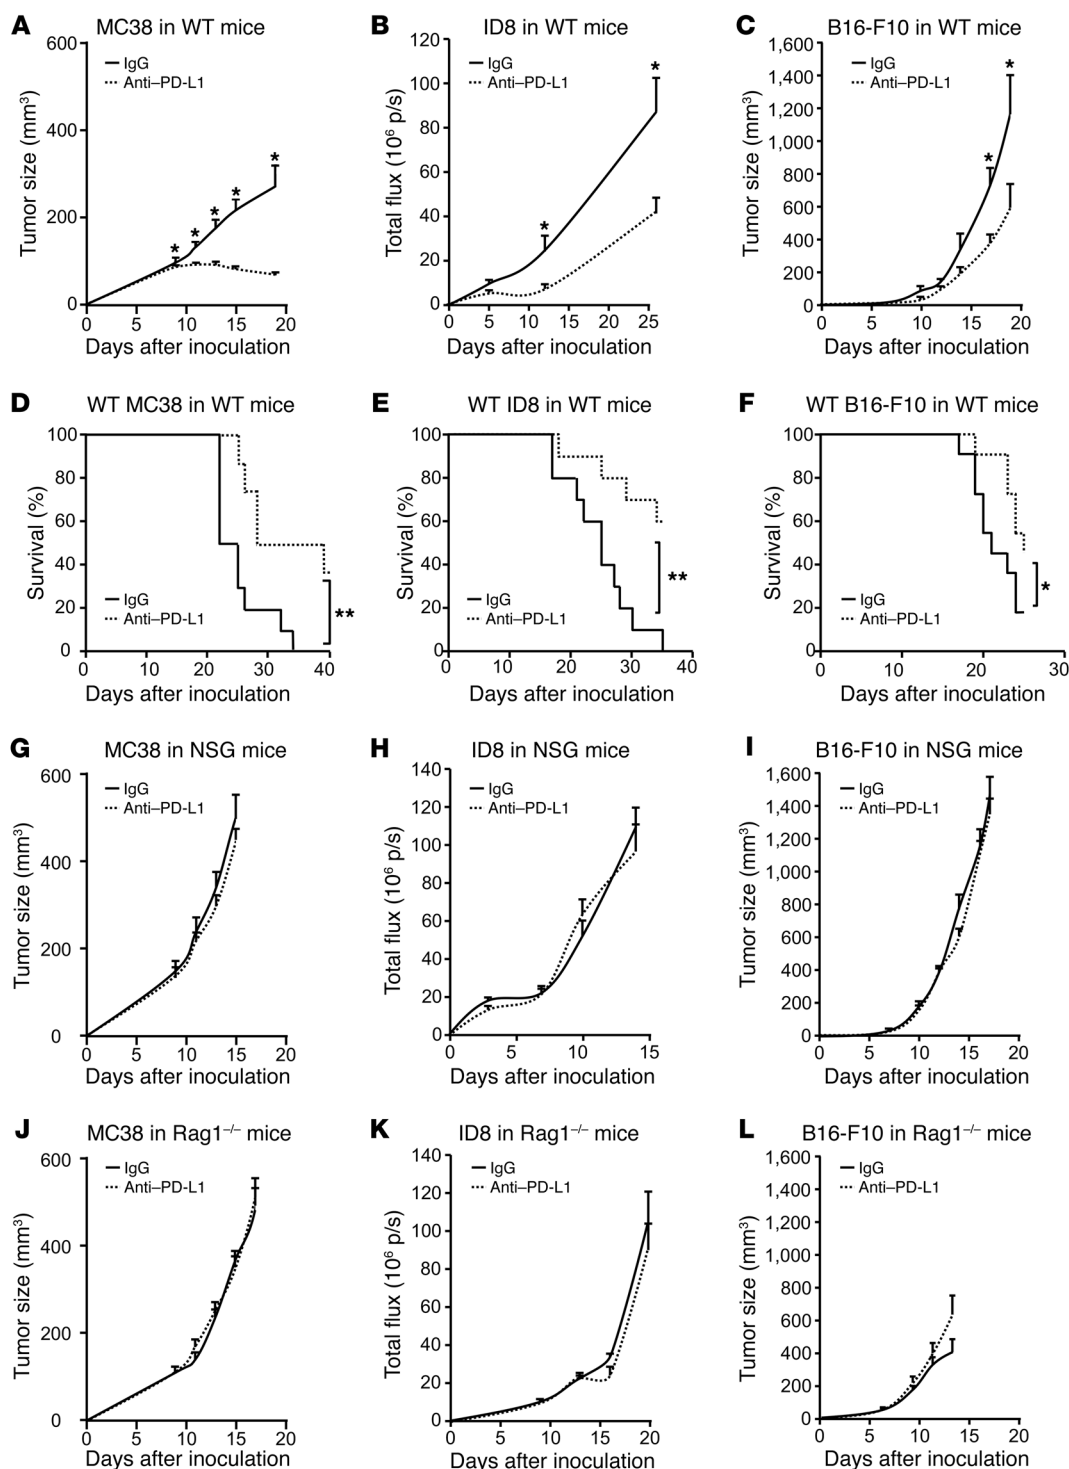 A MC38 in WT mice
600
400
200
0
Tumor size (mm³)
IgG
Anti–PD-L1
*
*
*
*
*
0 5 10 15 20
Days after inoculation
B ID8 in WT mice
120
100
80
60
40
20
0
Total flux (10⁶ p/s)
IgG
Anti–PD-L1
*
*
0 5 10 15 20 25
Days after inoculation
C B16-F10 in WT mice
1,600
1,400
1,200
1,000
800
600
400
200
0
Tumor size (mm³)
IgG
Anti–PD-L1
*
*
0 5 10 15 20
Days after inoculation
D WT MC38 in WT mice
100
80
60
40
20
0
Survival (%)
IgG
Anti–PD-L1
**
0 10 20 30 40
Days after inoculation
E WT ID8 in WT mice
100
80
60
40
20
0
Survival (%)
IgG
Anti–PD-L1
**
0 10 20 30 40
Days after inoculation
F WT B16-F10 in WT mice
100
80
60
40
20
0
Survival (%)
IgG
Anti–PD-L1
*
0 10 20 30
Days after inoculation
G MC38 in NSG mice
600
400
200
0
Tumor size (mm³)
IgG
Anti–PD-L1
0 5 10 15 20
Days after inoculation
H ID8 in NSG mice
140
120
100
80
60
40
20
0
Total flux (10⁶ p/s)
IgG
Anti–PD-L1
0 5 10 15
Days after inoculation
I B16-F10 in NSG mice
1,600
1,400
1,200
1,000
800
600
400
200
0
Tumor size (mm³)
IgG
Anti–PD-L1
0 5 10 15 20
Days after inoculation
J MC38 in Rag1⁻/⁻ mice
600
400
200
0
Tumor size (mm³)
IgG
Anti–PD-L1
0 5 10 15 20
Days after inoculation
K ID8 in Rag1⁻/⁻ mice
140
120
100
80
60
40
20
0
Total flux (10⁶ p/s)
IgG
Anti–PD-L1
0 5 10 15 20
Days after inoculation
L B16-F10 in Rag1⁻/⁻ mice
1,600
1,400
1,200
1,000
800
600
400
200
0
Tumor size (mm³)
IgG
Anti–PD-L1
0 5 10 15 20
Days after inoculation